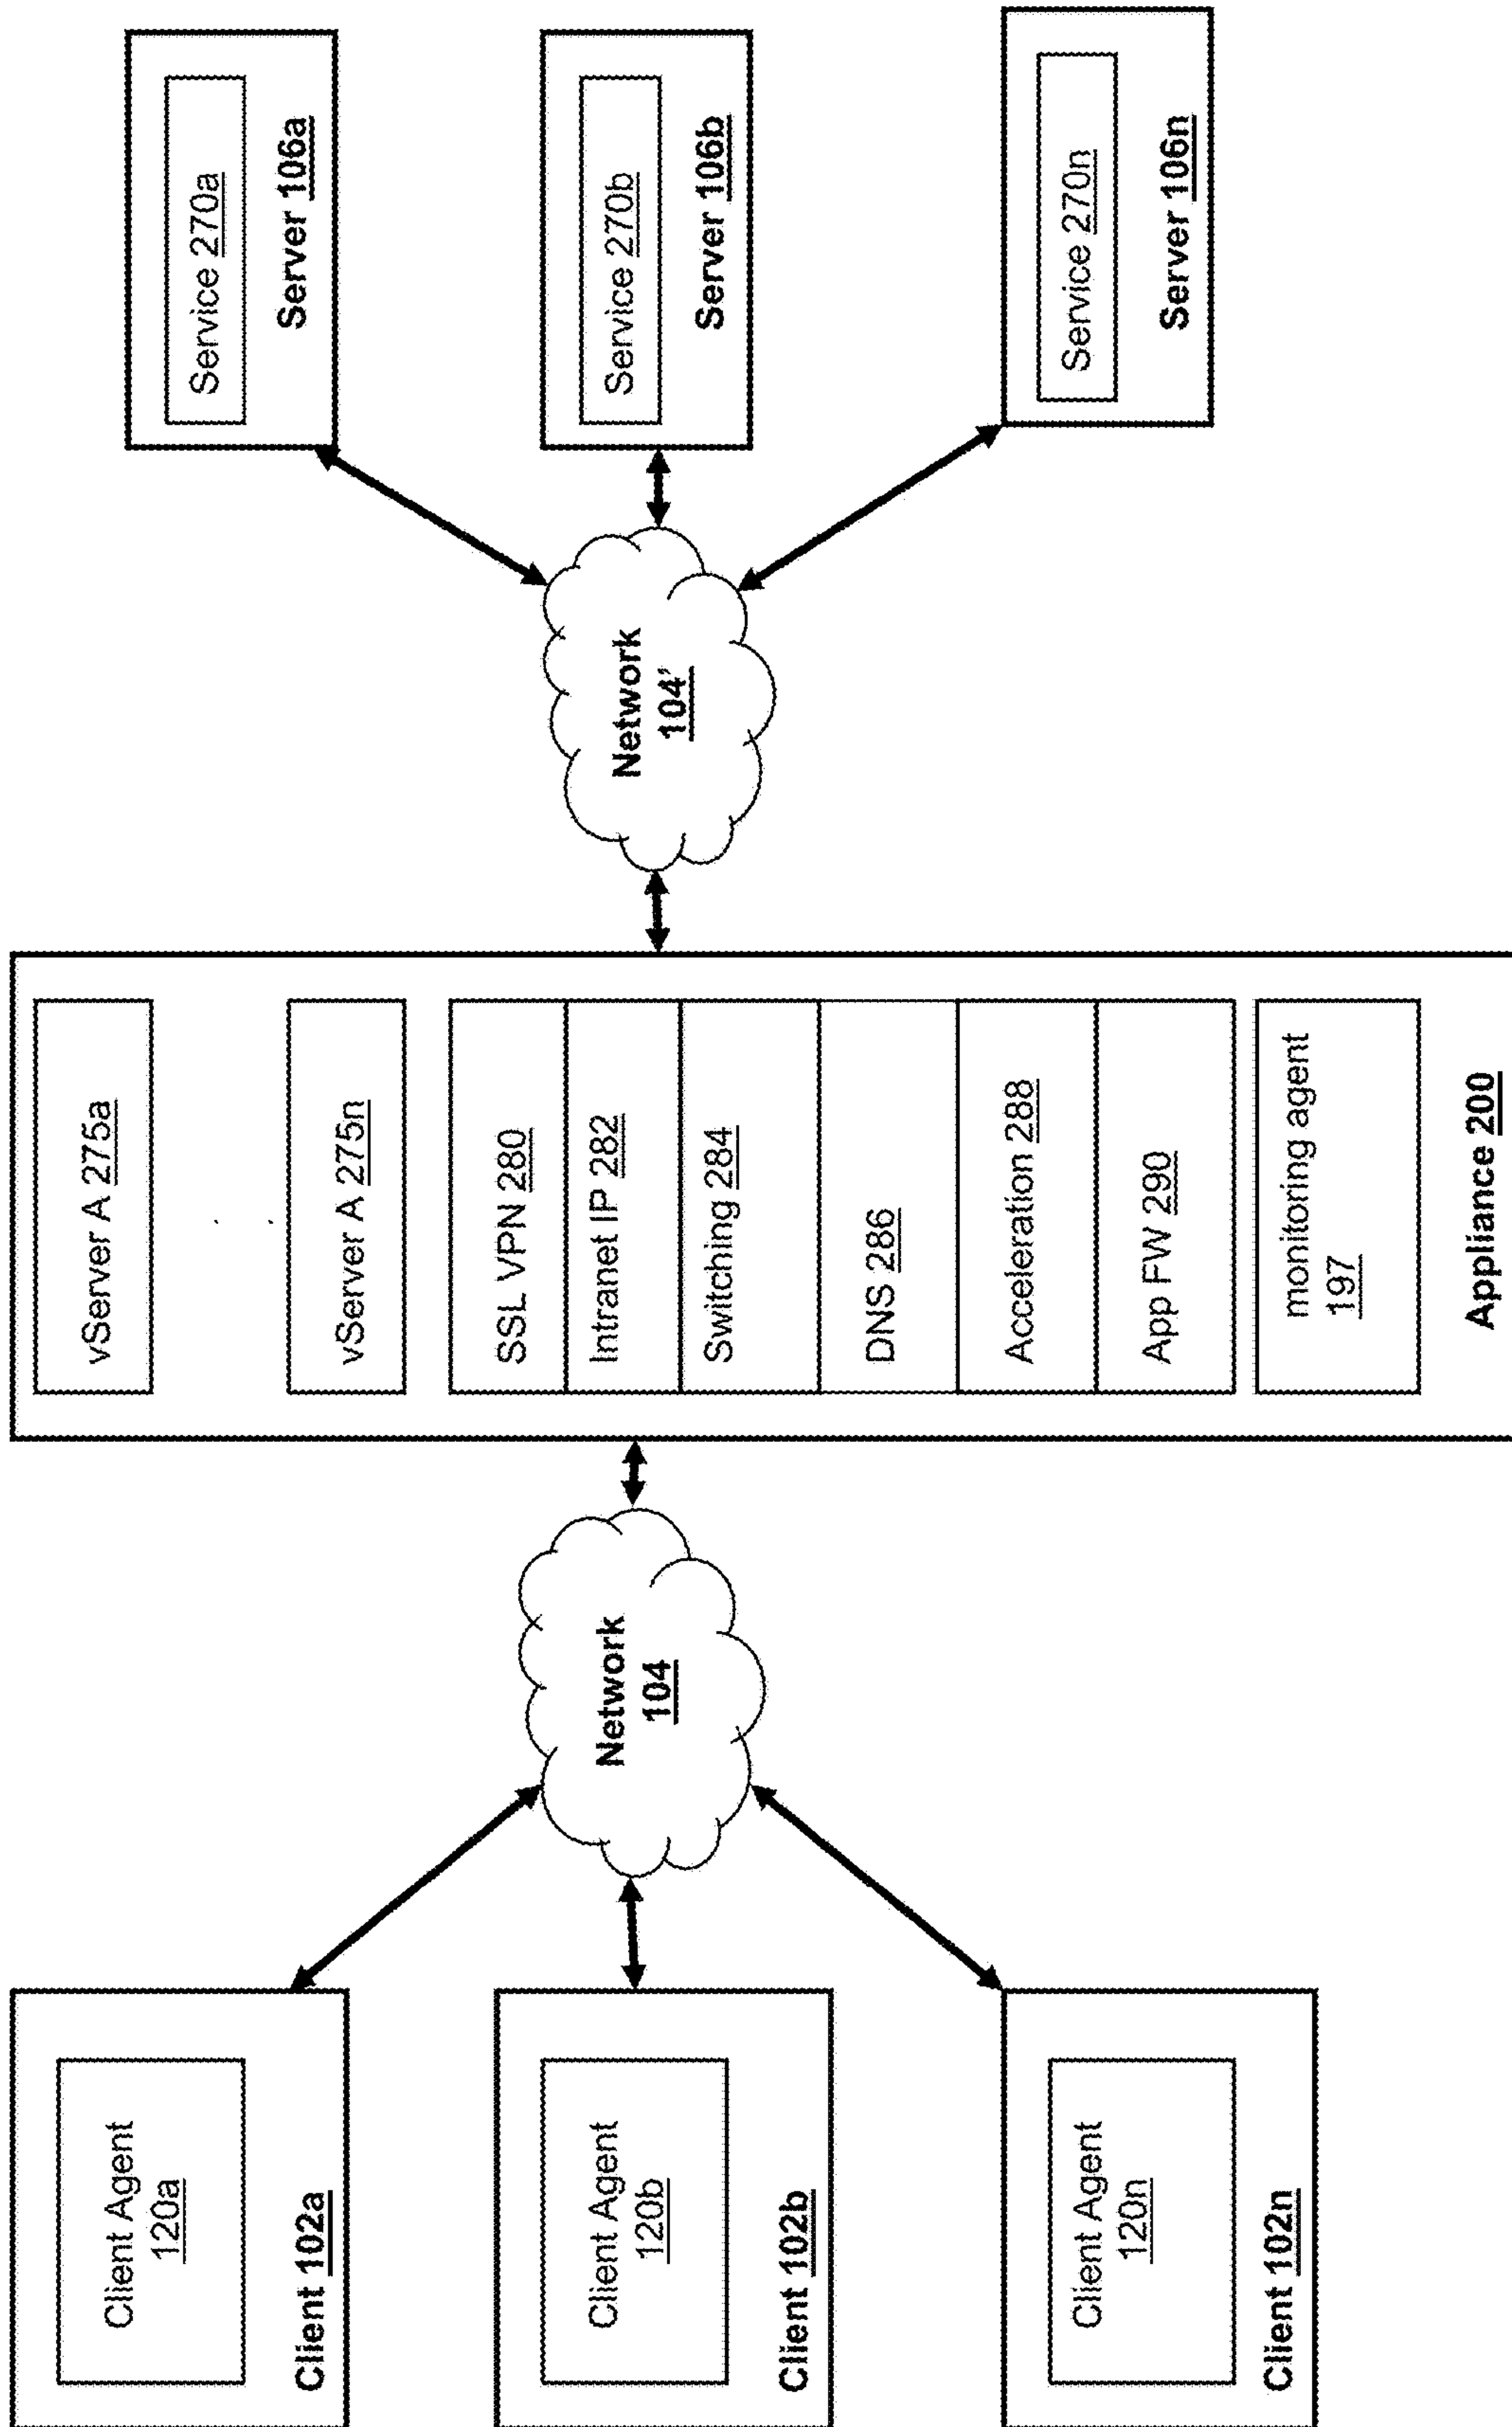 Client Agent
120a
Client 102a
Client Agent
120b
Client 102b
Client Agent
120n
Client 102n
Network
104
vServer A 275a
vServer A 275n
SSL VPN 280
Intranet IP 282
Switching 284
DNS 286
Acceleration 288
App FW 290
monitoring agent
197
Appliance 200
Network
104'
Service 270a
Server 106a
Service 270b
Server 106b
Service 270n
Server 106n